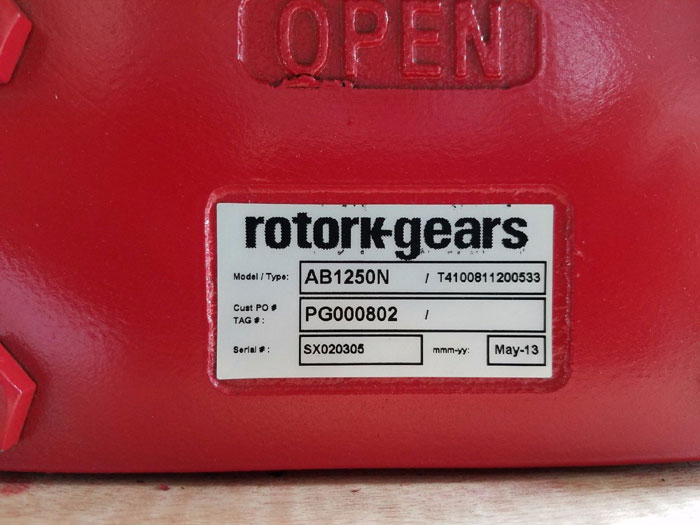 OPEN
rotork-gears
Model / Type: AB1250N / T4100811200533
Cust PO #
TAG # : PG000802 /
Serial # : SX020305 mmm-yy: May-13